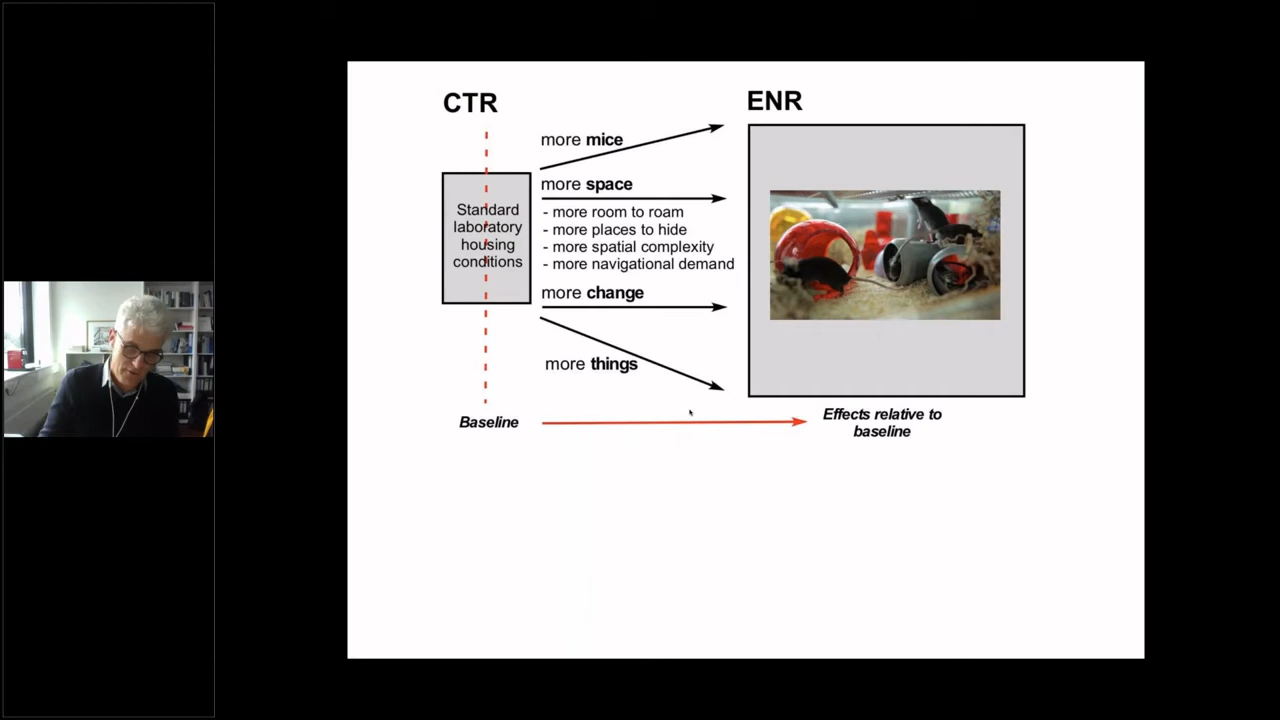 CTR
ENR
more mice
more space
Standard
laboratory
housing
conditions
- more room to roam
- more places to hide
- more spatial complexity
- more navigational demand
more change
more things
Baseline
Effects relative to
baseline